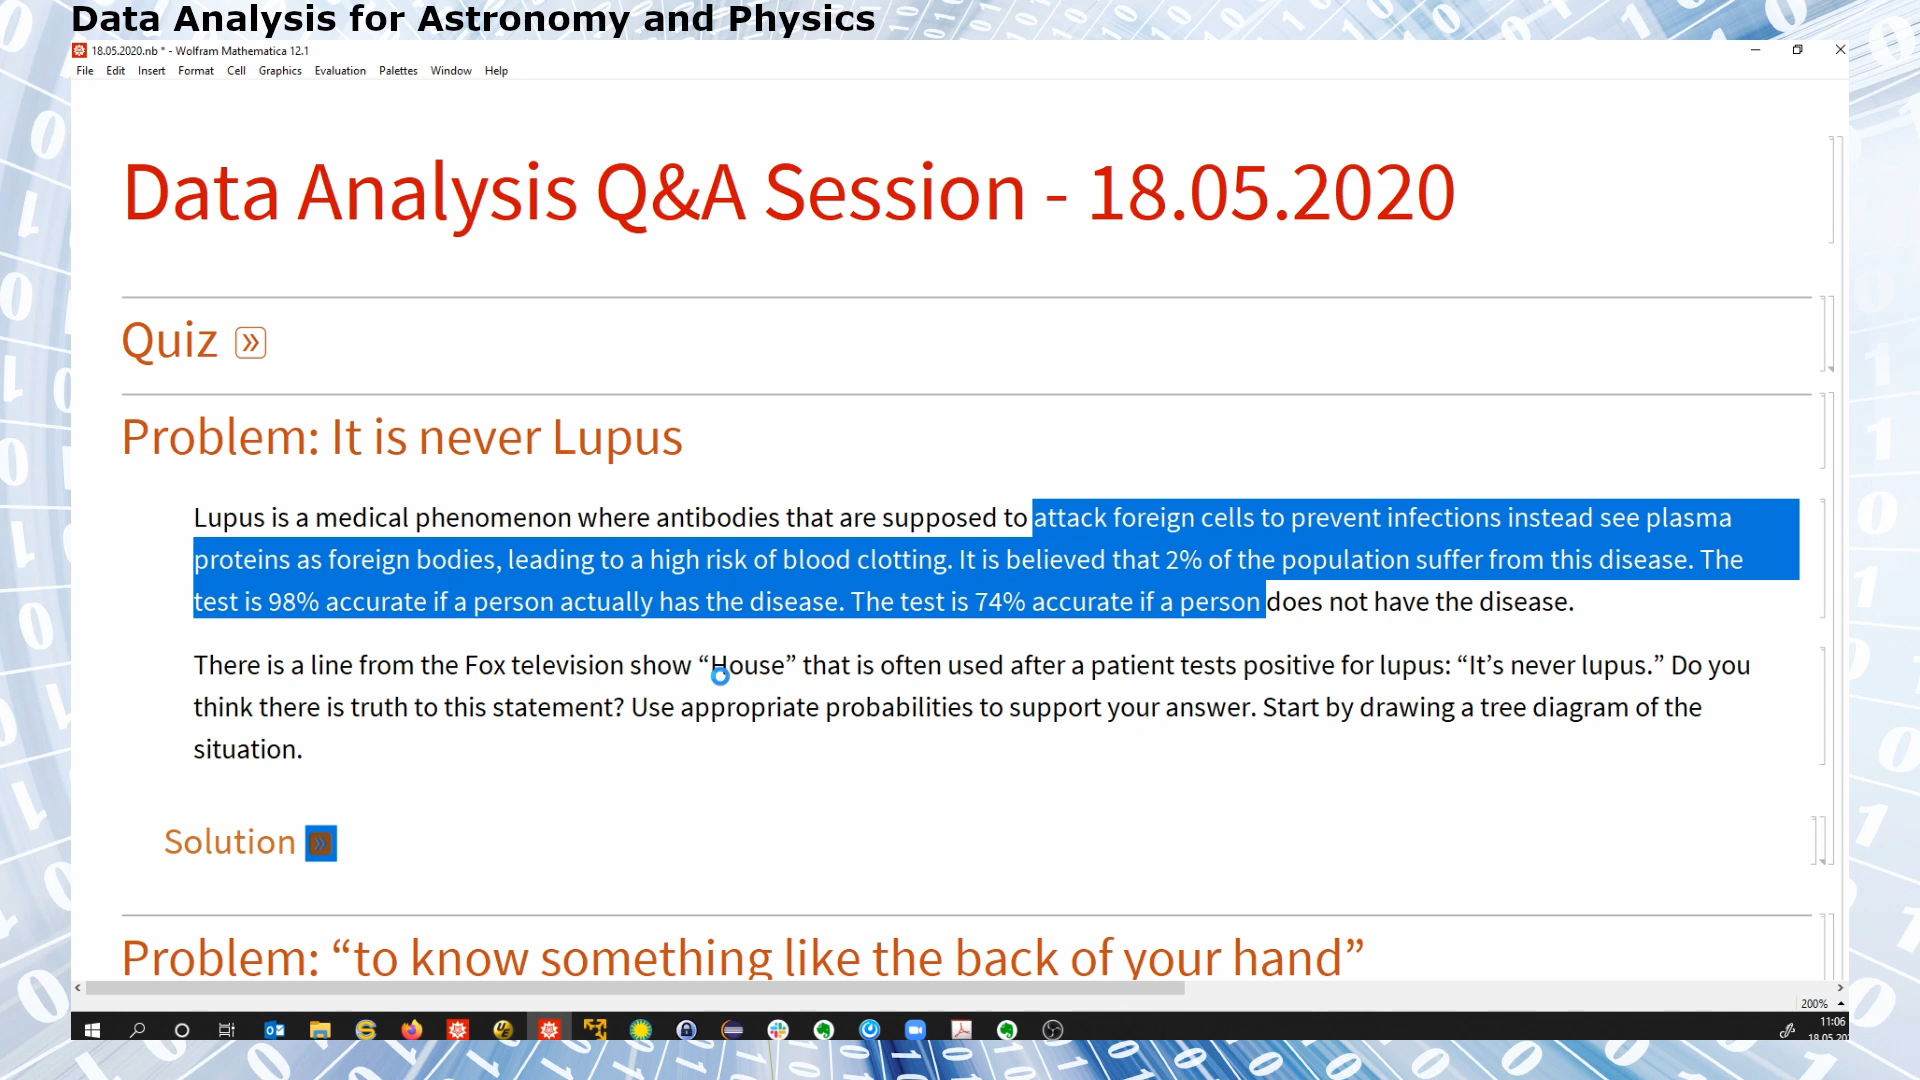 Data Analysis for Astronomy and Physics
18.05.2020.nb * - Wolfram Mathematica 12.1
File Edit Insert Format Cell Graphics Evaluation Palettes Window Help
Data Analysis Q&A Session - 18.05.2020
Quiz »
Problem: It is never Lupus
Lupus is a medical phenomenon where antibodies that are supposed to attack foreign cells to prevent infections instead see plasma
proteins as foreign bodies, leading to a high risk of blood clotting. It is believed that 2% of the population suffer from this disease. The
test is 98% accurate if a person actually has the disease. The test is 74% accurate if a person does not have the disease.
There is a line from the Fox television show “House” that is often used after a patient tests positive for lupus: “It’s never lupus.” Do you
think there is truth to this statement? Use appropriate probabilities to support your answer. Start by drawing a tree diagram of the
situation.
Solution »
Problem: “to know something like the back of your hand”
200%
11:06
18.05.20